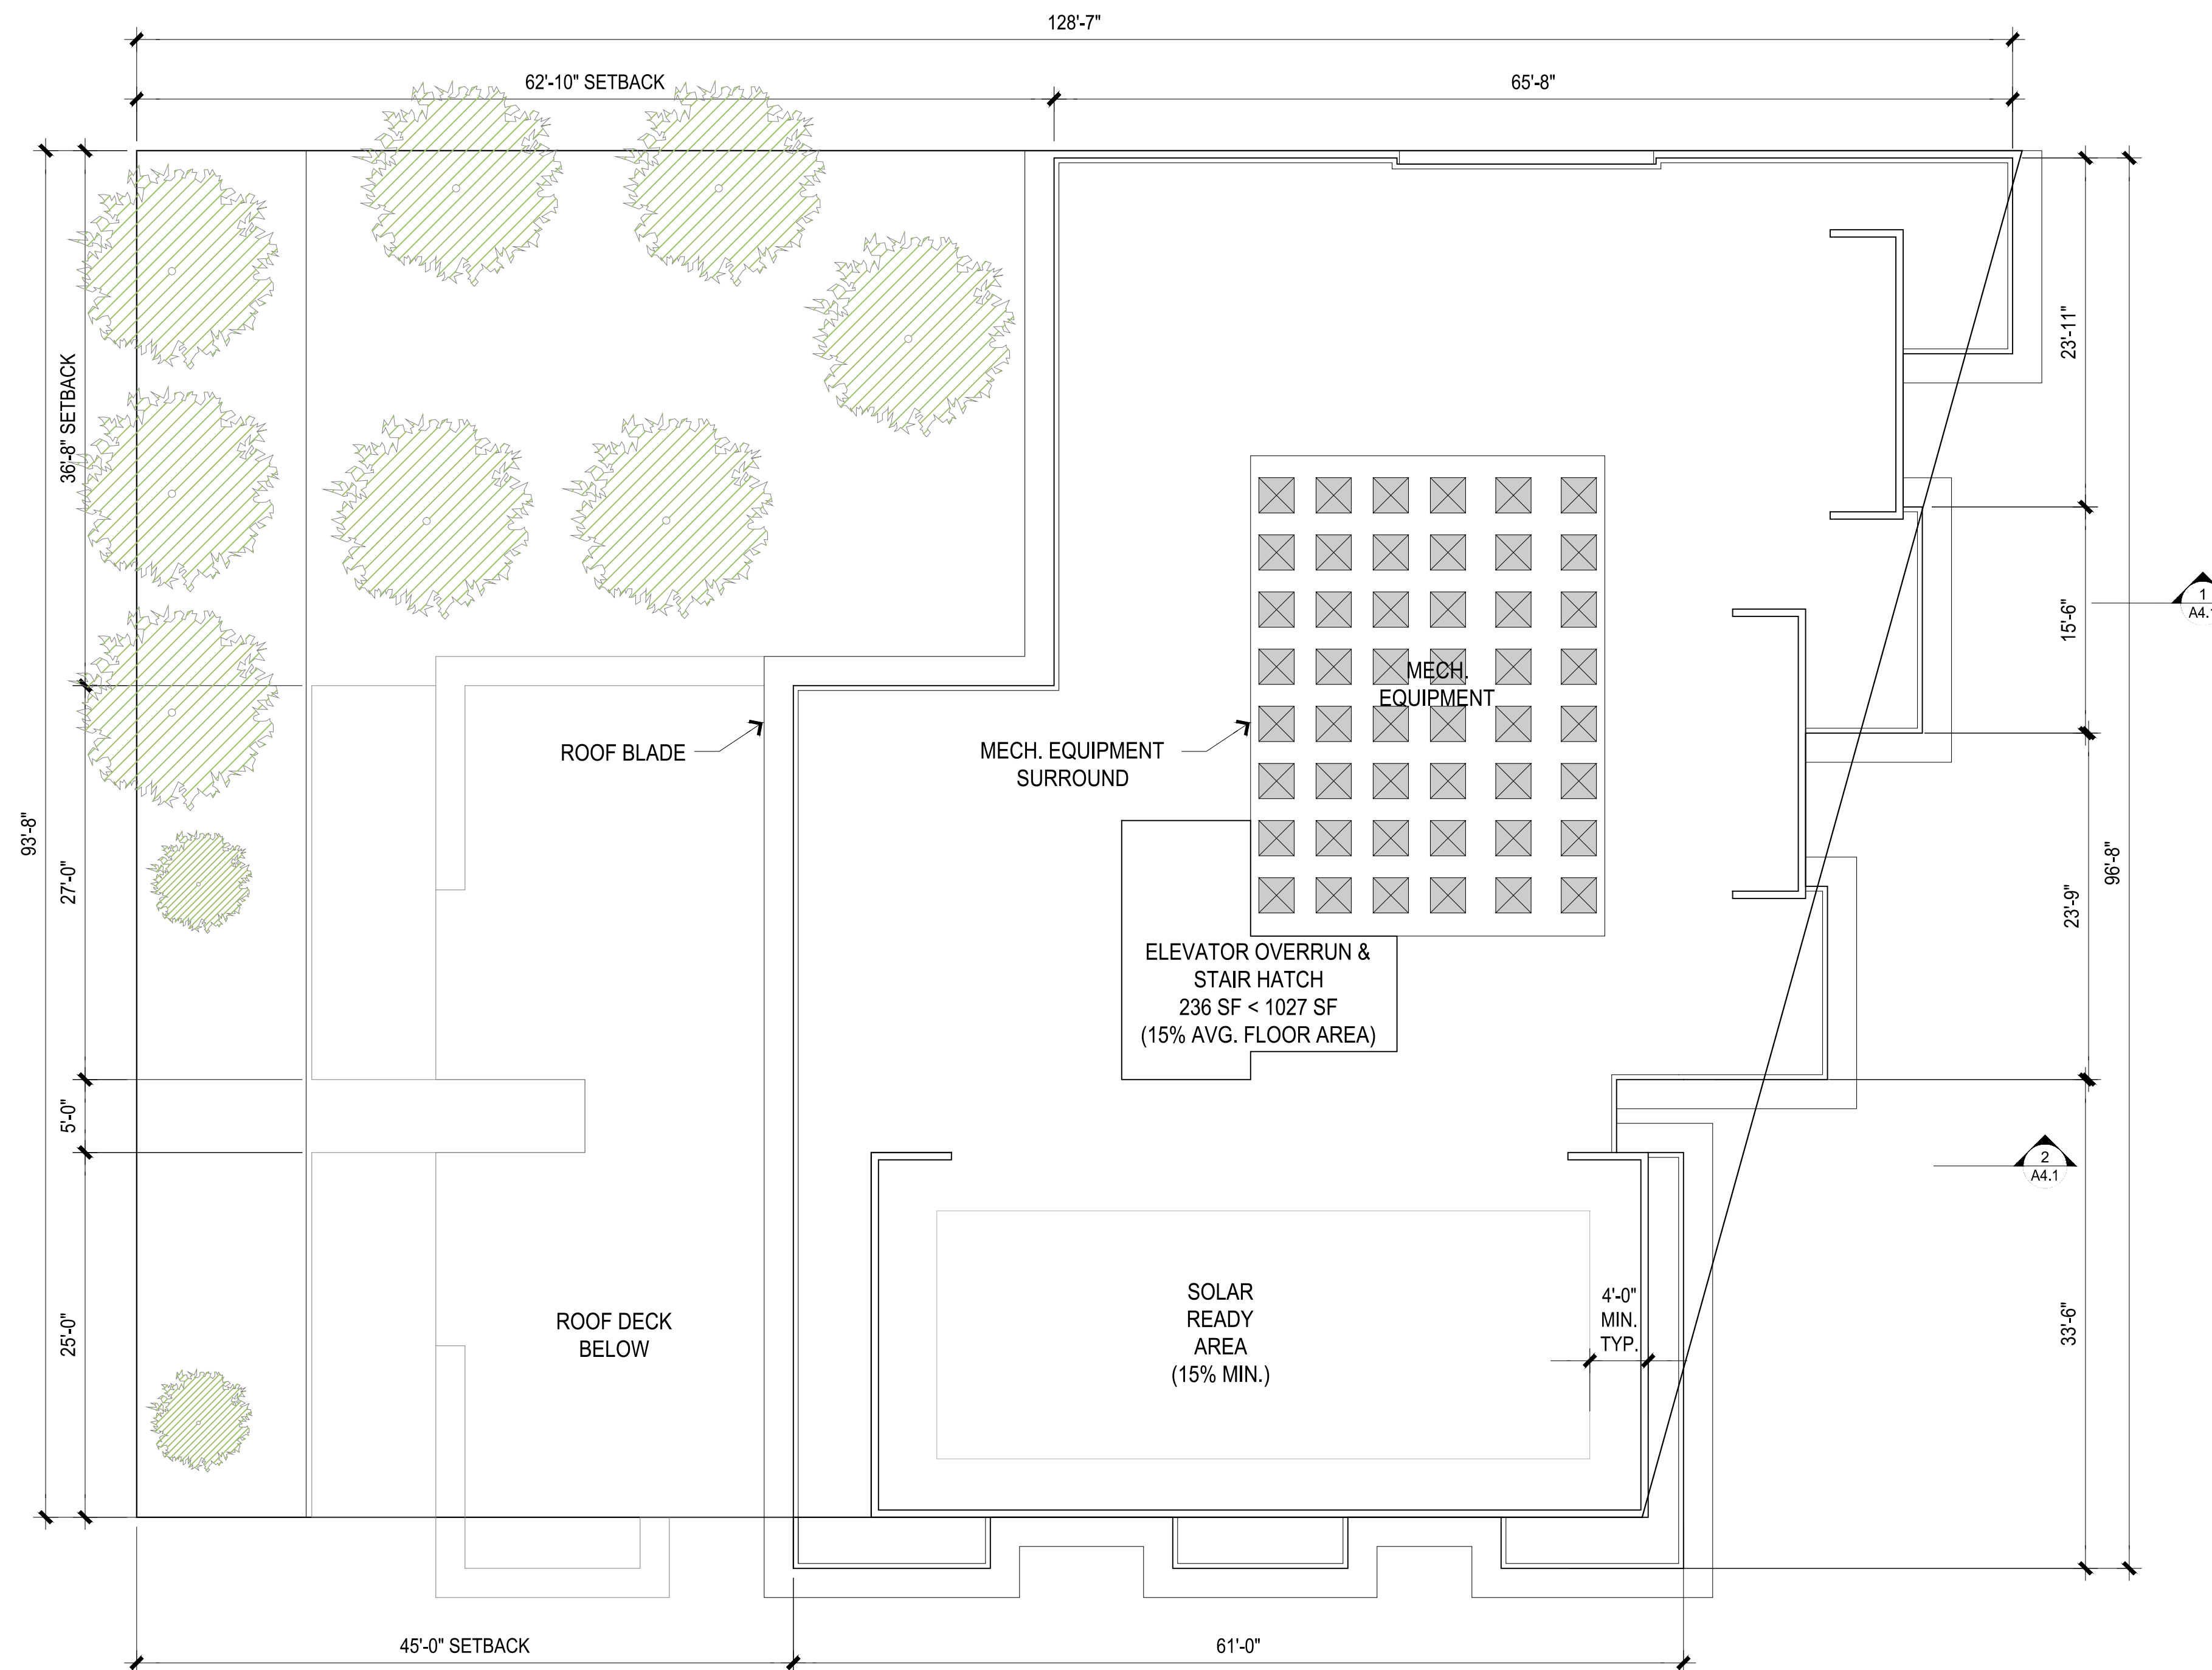 128'-7"
62'-10" SETBACK
65'-8"
36'-8" SETBACK
23'-11"
15'-6"
1
MECH.
EQUIPMENT
ROOF BLADE
MECH. EQUIPMENT
SURROUND
93'-8"
27'-0"
23'-9"
96'-8"
ELEVATOR OVERRUN &
STAIR HATCH
236 SF < 1027 SF
(15% AVG. FLOOR AREA)
5'-0"
2
A4.1
25'-0"
ROOF DECK
BELOW
SOLAR
READY
AREA
(15% MIN.)
4'-0"
MIN.
TYP.
33'-6"
45'-0" SETBACK
61'-0"